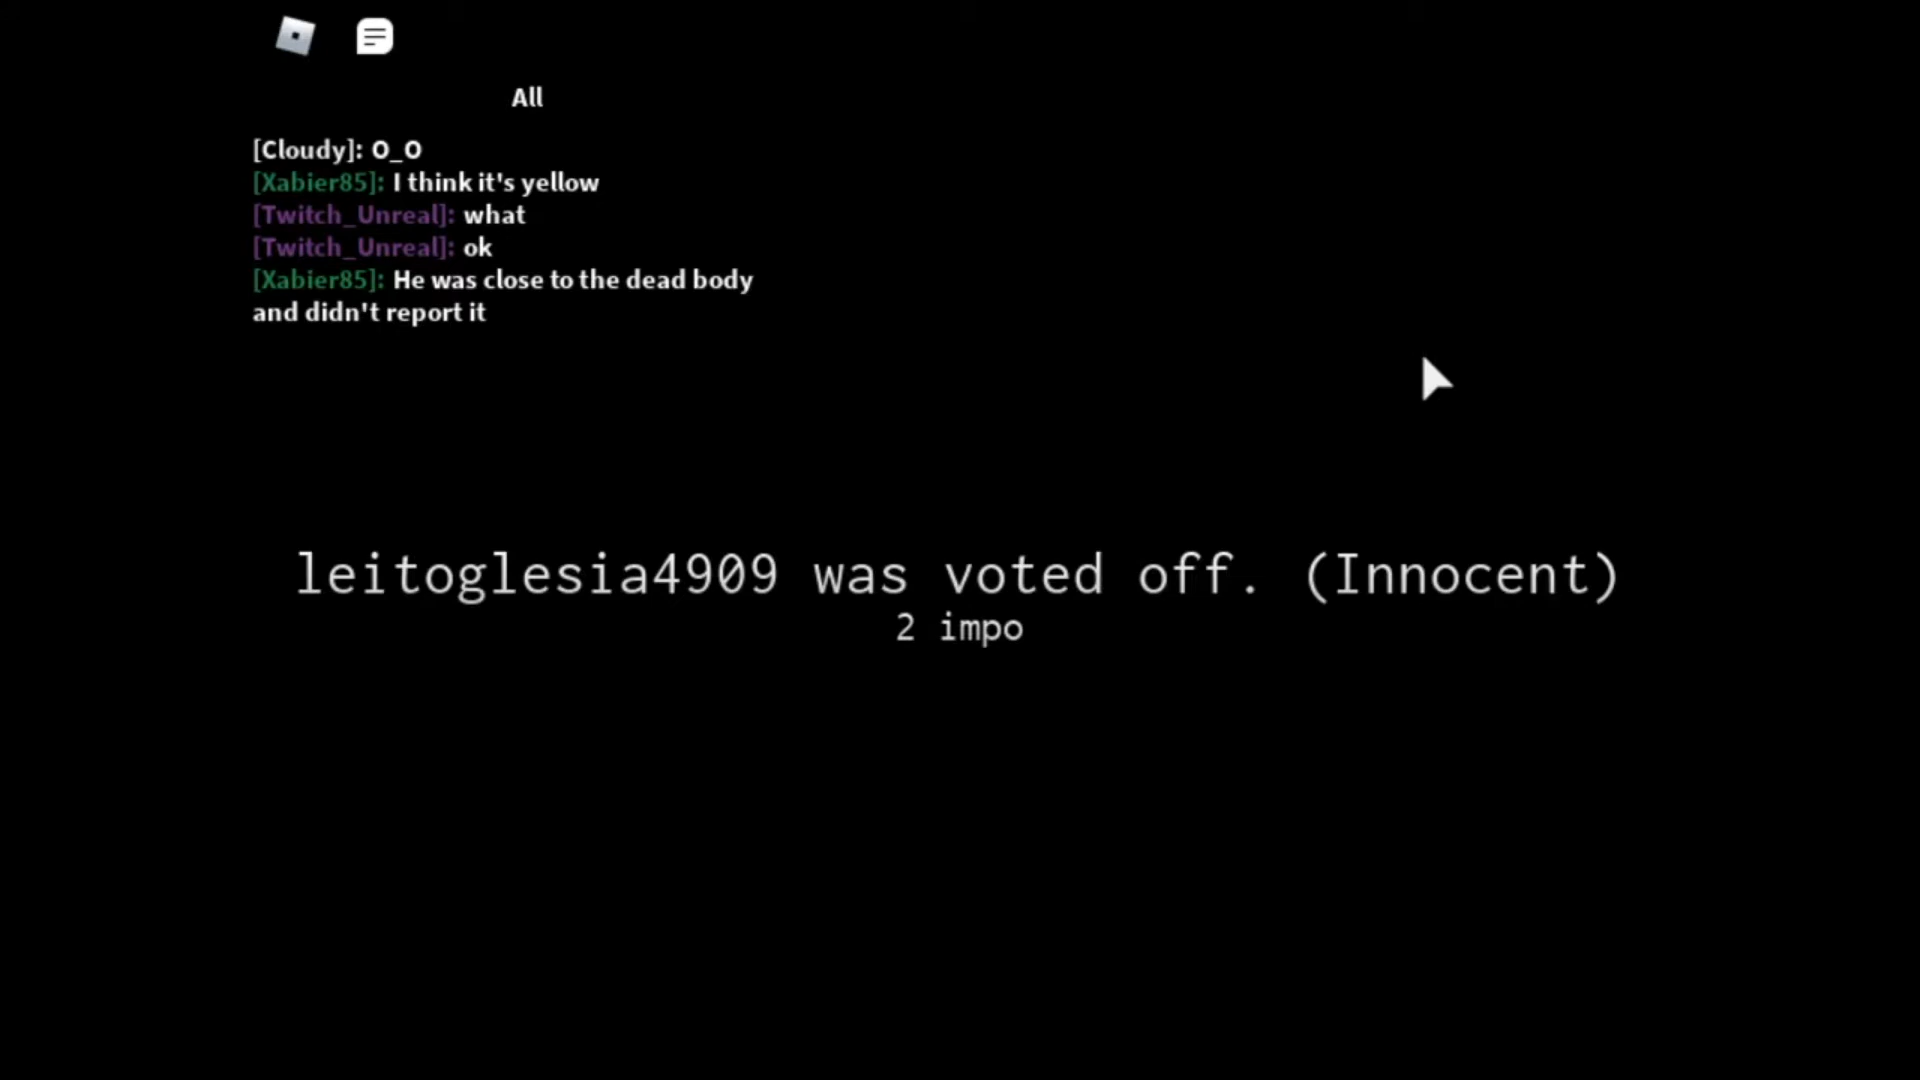 All
[Cloudy]: O_O
[Xabier85]: I think it's yellow
[Twitch_Unreal]: what
[Twitch_Unreal]: ok
[Xabier85]: He was close to the dead body
and didn't report it
leitoglesia4909 was voted off. (Innocent)
2 impo